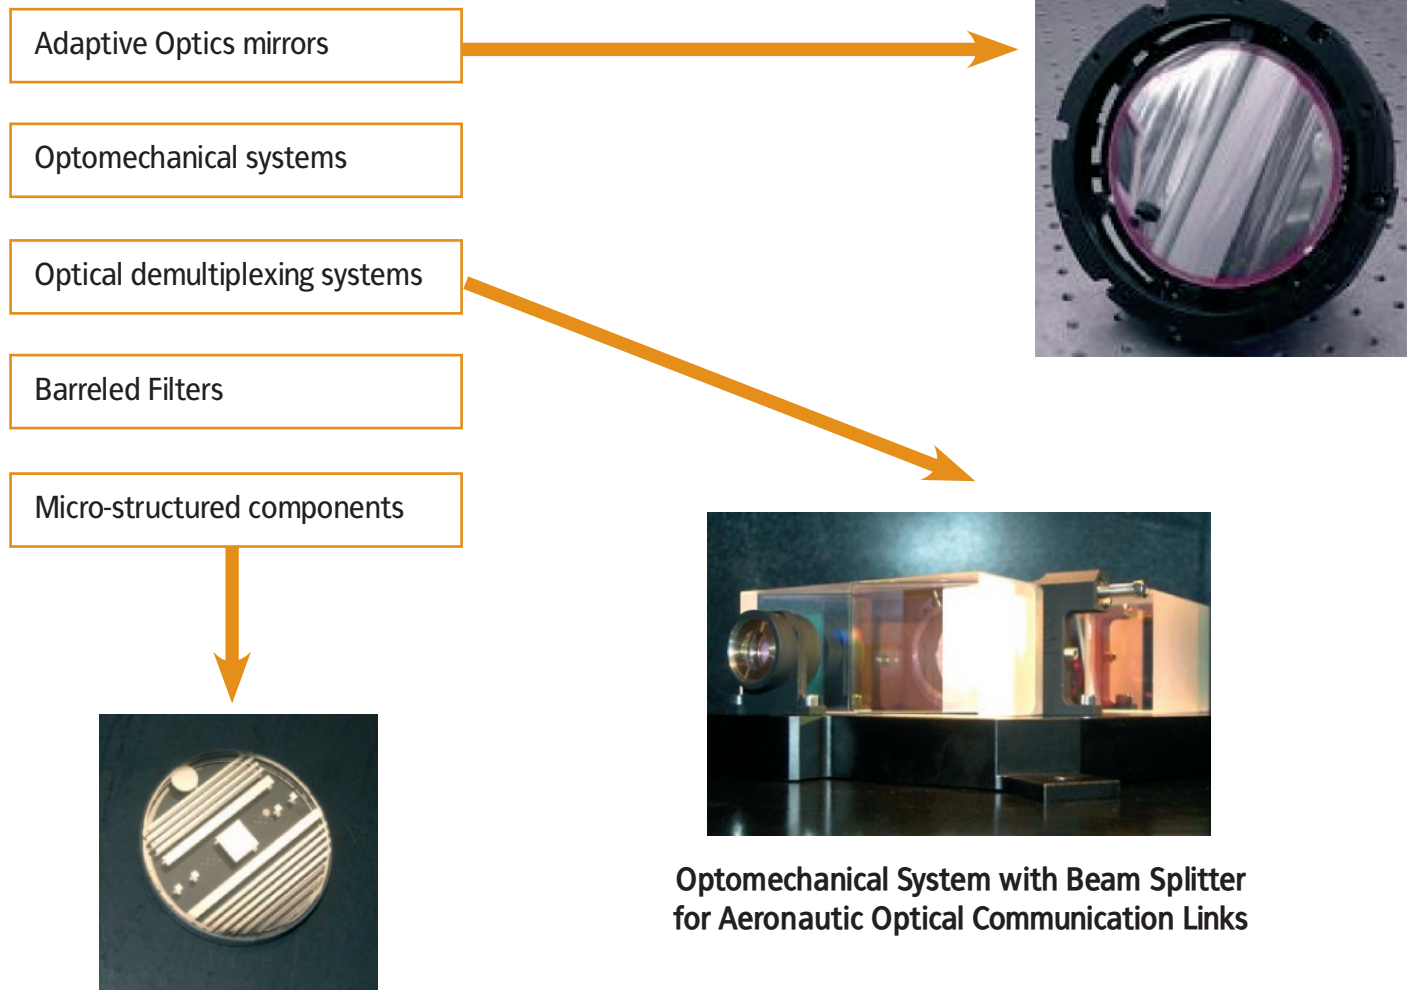 Adaptive Optics mirrors
Optomechanical systems
Optical demultiplexing systems
Barreled Filters
Micro-structured components
Optomechanical System with Beam Splitter
for Aeronautic Optical Communication Links